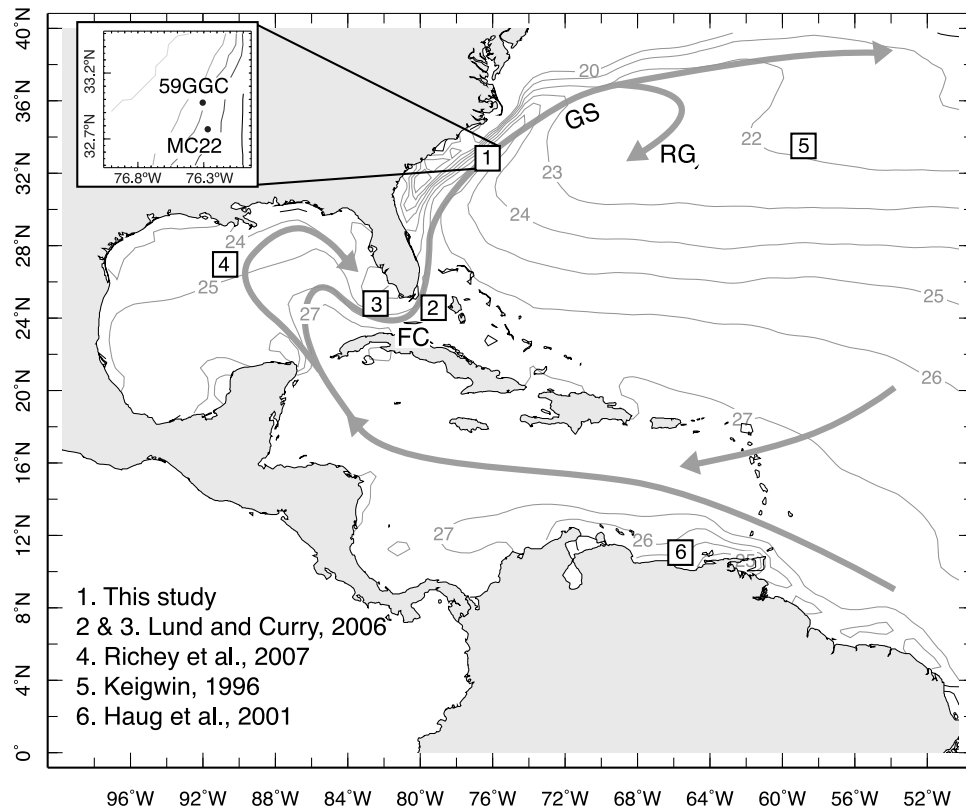 40°N
36°N
32°N
28°N
24°N
20°N
16°N
12°N
8°N
4°N
0°
33.2°N
32.7°N
59GGC
MC22
76.8°W
76.3°W
20
GS
22
5
1
RG
23
24
24
4
25
25
3
2
27
FC
26
27
27
26
6
25
1. This study
2 & 3. Lund and Curry, 2006
4. Richey et al., 2007
5. Keigwin, 1996
6. Haug et al., 2001
96°W 92°W 88°W 84°W 80°W 76°W 72°W 68°W 64°W 60°W 56°W 52°W